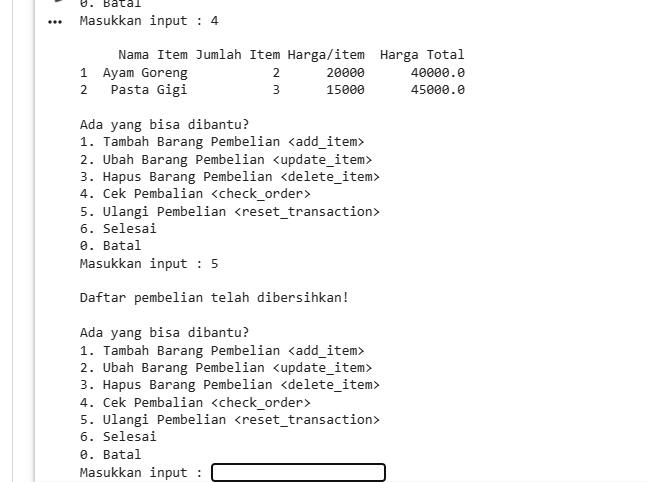 0. Batal
Masukkan input : 4
Nama Item Jumlah Item Harga/item Harga Total
1 Ayam Goreng 2 20000 40000.0
2 Pasta Gigi 3 15000 45000.0
Ada yang bisa dibantu?
1. Tambah Barang Pembelian <add_item>
2. Ubah Barang Pembelian <update_item>
3. Hapus Barang Pembelian <delete_item>
4. Cek Pembalian <check_order>
5. Ulangi Pembelian <reset_transaction>
6. Selesai
0. Batal
Masukkan input : 5
Daftar pembelian telah dibersihkan!
Ada yang bisa dibantu?
1. Tambah Barang Pembelian <add_item>
2. Ubah Barang Pembelian <update_item>
3. Hapus Barang Pembelian <delete_item>
4. Cek Pembalian <check_order>
5. Ulangi Pembelian <reset_transaction>
6. Selesai
0. Batal
Masukkan input :